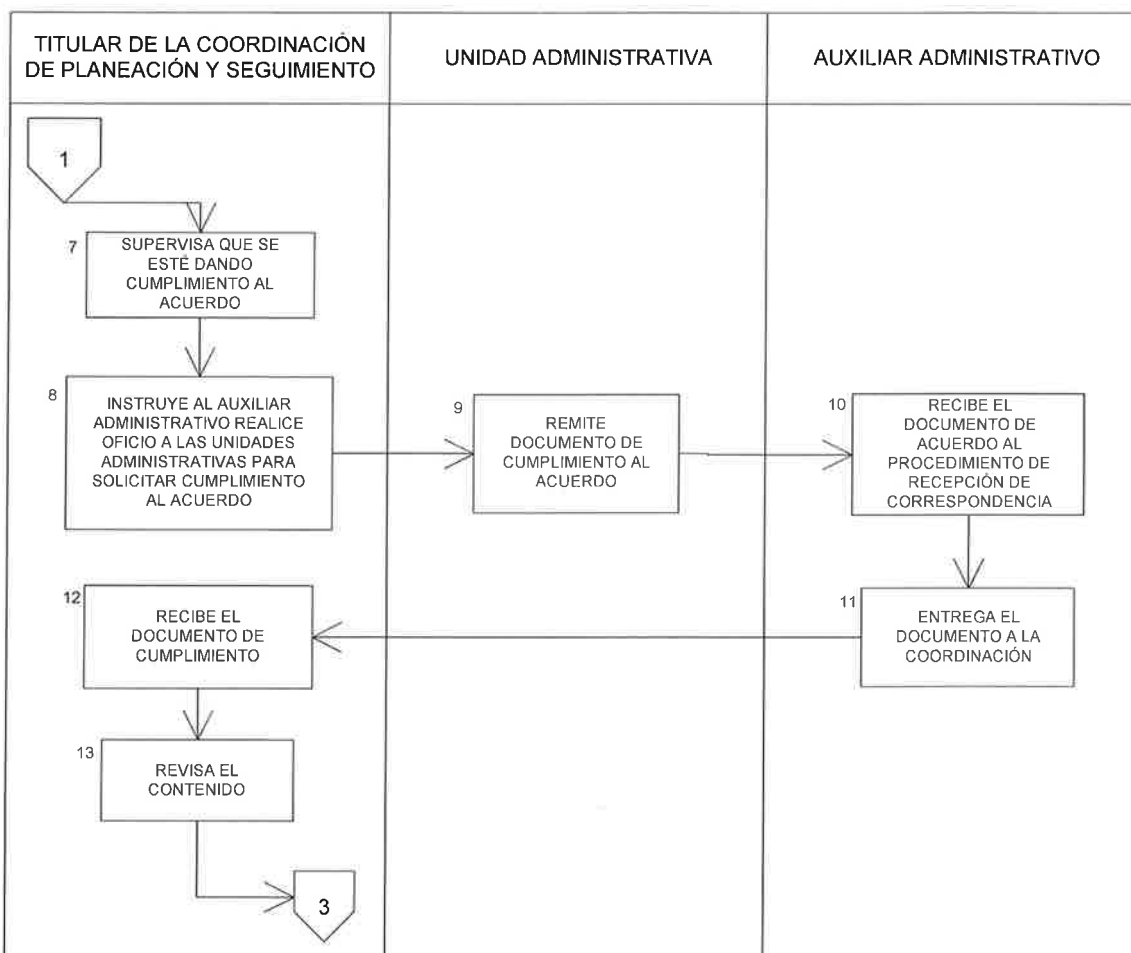 TITULAR DE LA COORDINACIÓN
DE PLANEACIÓN Y SEGUIMIENTO
UNIDAD ADMINISTRATIVA
AUXILIAR ADMINISTRATIVO
1
7
SUPERVISA QUE SE
ESTÉ DANDO
CUMPLIMIENTO AL
ACUERDO
8
INSTRUYE AL AUXILIAR
ADMINISTRATIVO REALICE
OFICIO A LAS UNIDADES
ADMINISTRATIVAS PARA
SOLICITAR CUMPLIMIENTO
AL ACUERDO
9
REMITE
DOCUMENTO DE
CUMPLIMIENTO AL
ACUERDO
10
RECIBE EL
DOCUMENTO DE
ACUERDO AL
PROCEDIMIENTO DE
RECEPCIÓN DE
CORRESPONDENCIA
11
ENTREGA EL
DOCUMENTO A LA
COORDINACIÓN
12
RECIBE EL
DOCUMENTO DE
CUMPLIMIENTO
13
REVISA EL
CONTENIDO
3